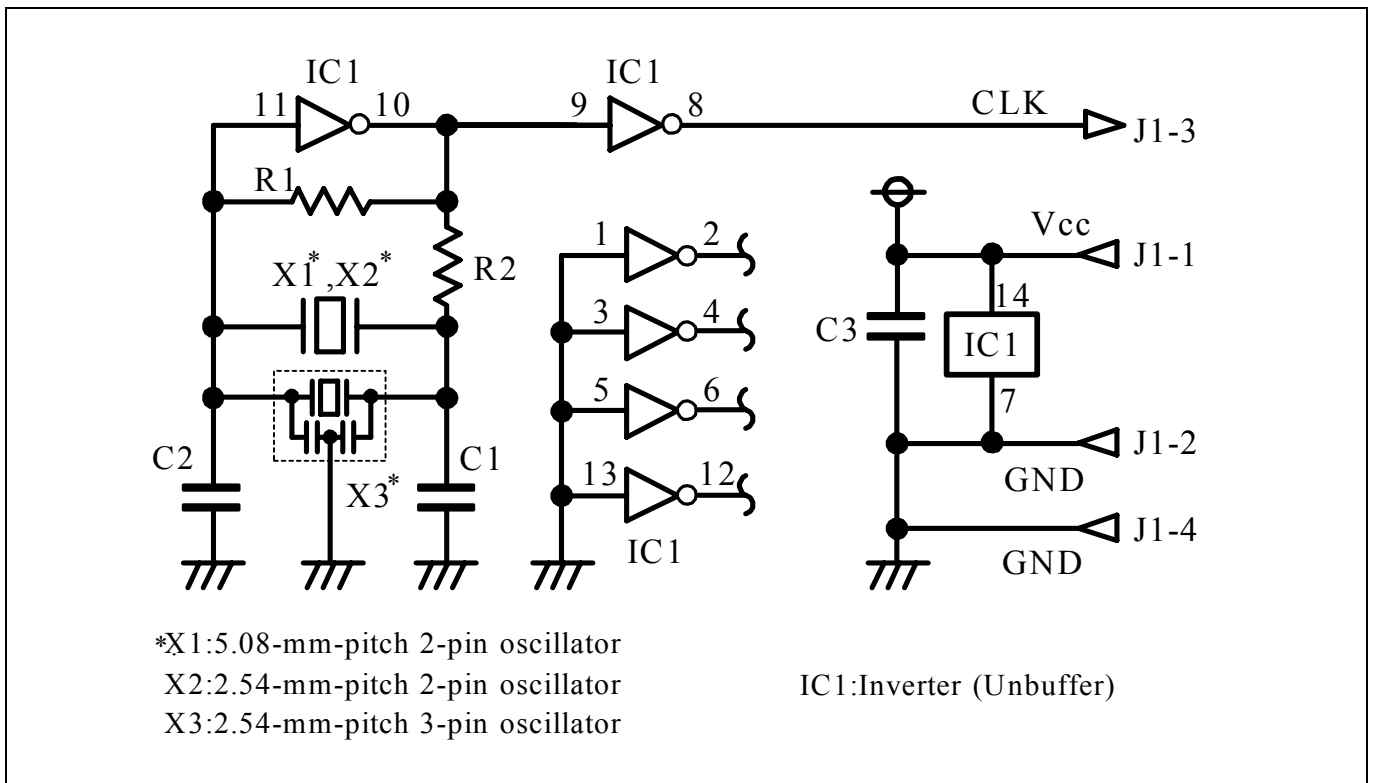 IC1
IC1
11
10
9
8
CLK
J1-3
R1
1
2
Vcc
J1-1
X1*,X2*
R2
14
3
4
C3
IC1
5
6
7
C2
C1
J1-2
X3*
13
12
GND
J1-4
IC1
GND
*X1:5.08-mm-pitch 2-pin oscillator
X2:2.54-mm-pitch 2-pin oscillator
IC1:Inverter (Unbuffer)
X3:2.54-mm-pitch 3-pin oscillator